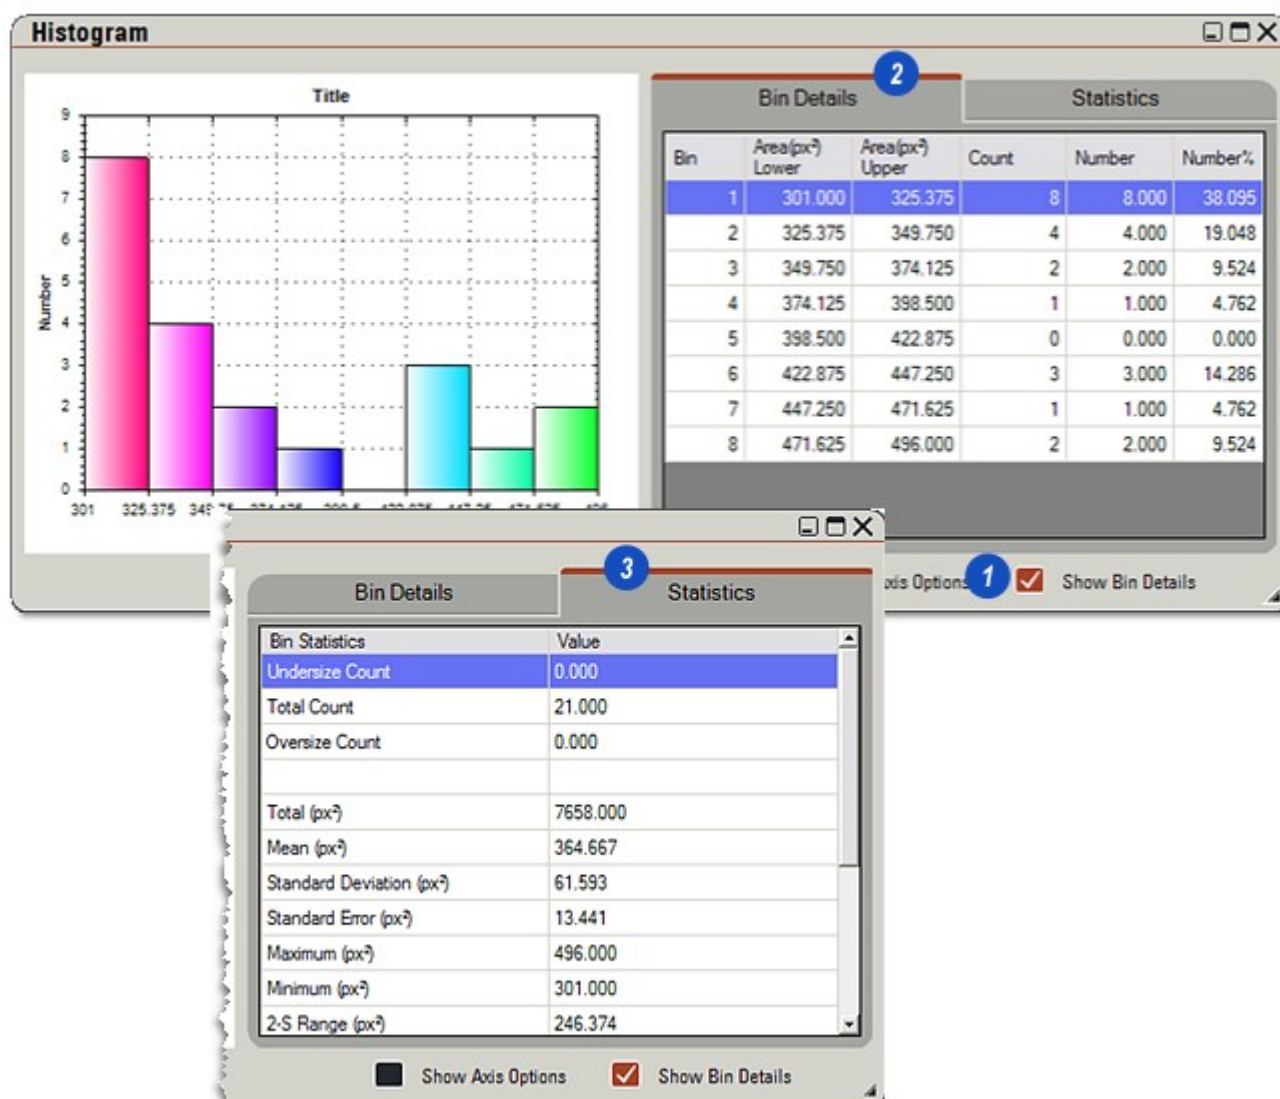 Histogram
Title
9
8
7
6
5
4
3
2
1
0
Number
301 325.375
2
Bin Details Statistics
Bin Area(px²) Lower Area(px²) Upper Count Number Number%
1 301.000 325.375 8 8.000 38.095
2 325.375 349.750 4 4.000 19.048
3 349.750 374.125 2 2.000 9.524
4 374.125 398.500 1 1.000 4.762
5 398.500 422.875 0 0.000 0.000
6 422.875 447.250 3 3.000 14.286
7 447.250 471.625 1 1.000 4.762
8 471.625 496.000 2 2.000 9.524
1 Show Bin Details
3
Bin Details Statistics
Bin Statistics Value
Undersize Count 0.000
Total Count 21.000
Oversize Count 0.000
Total (px²) 7658.000
Mean (px²) 364.667
Standard Deviation (px²) 61.593
Standard Error (px²) 13.441
Maximum (px²) 496.000
Minimum (px²) 301.000
2-S Range (px²) 246.374
Show Axis Options Show Bin Details